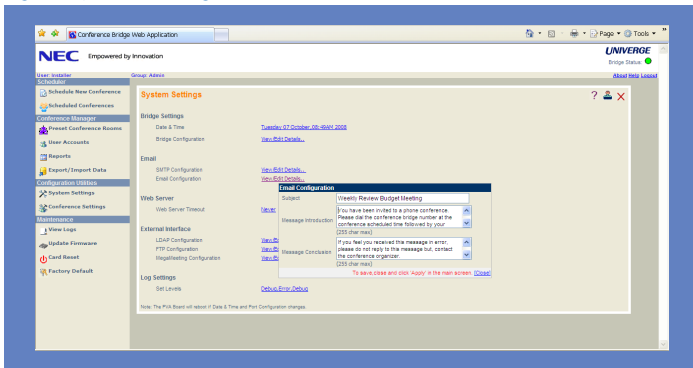 Conference Bridge Web Application
Page
Tools
NEC Empowered by Innovation
UNIVERGE
Bridge Status:
User: Installer
Group: Admin
About Help Logout
Scheduler
Schedule New Conference
Scheduled Conferences
Conference Manager
Preset Conference Rooms
User Accounts
Reports
Export/Import Data
Configuration Utilities
System Settings
Conference Settings
Maintenance
View Logs
Update Firmware
Card Reset
Factory Default
System Settings
?
Bridge Settings
Date & Time
Tuesday 07 October ,08:49AM 2008
Bridge Configuration
View/Edit Details...
Email
SMTP Configuration
View/Edit Details...
Email Configuration
View/Edit Details...
Web Server
Web Server Timeout
Never
External Interface
LDAP Configuration
View/Ed
FTP Configuration
View/Ed
MegaMeeting Configuration
View/Ed
Log Settings
Set Levels
Debug,Error,Debug
Note: The PVA Board will reboot if Date & Time and Port Configuration changes.
Email Configuration
Subject
Weekly Review Budget Meeting
Message Introduction
You have been invited to a phone conference.
Please dial the conference bridge number at the
conference scheduled time followed by your
(255 char max)
Message Conclusion
If you feel you received this message in error,
please do not reply to this message but, contact
the conference organizer.
(255 char max)
To save,close and click 'Apply' in the main screen. [Close]